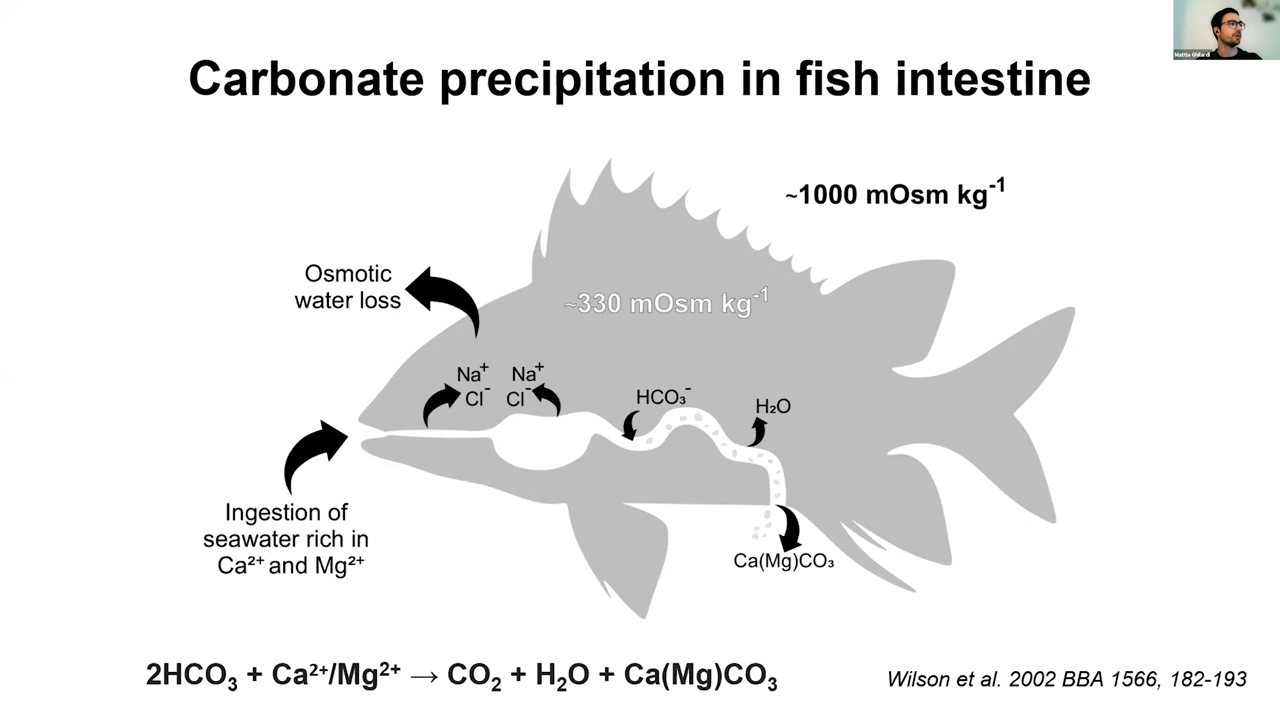 Mattia Ghilardi
Carbonate precipitation in fish intestine
~1000 mOsm kg⁻¹
Osmotic
water loss
~330 mOsm kg⁻¹
Na⁺
Cl⁻
Na⁺
Cl⁻
HCO₃⁻
H₂O
Ingestion of
seawater rich in
Ca²⁺ and Mg²⁺
Ca(Mg)CO₃
2HCO₃ + Ca²⁺/Mg²⁺ → CO₂ + H₂O + Ca(Mg)CO₃
Wilson et al. 2002 BBA 1566, 182-193